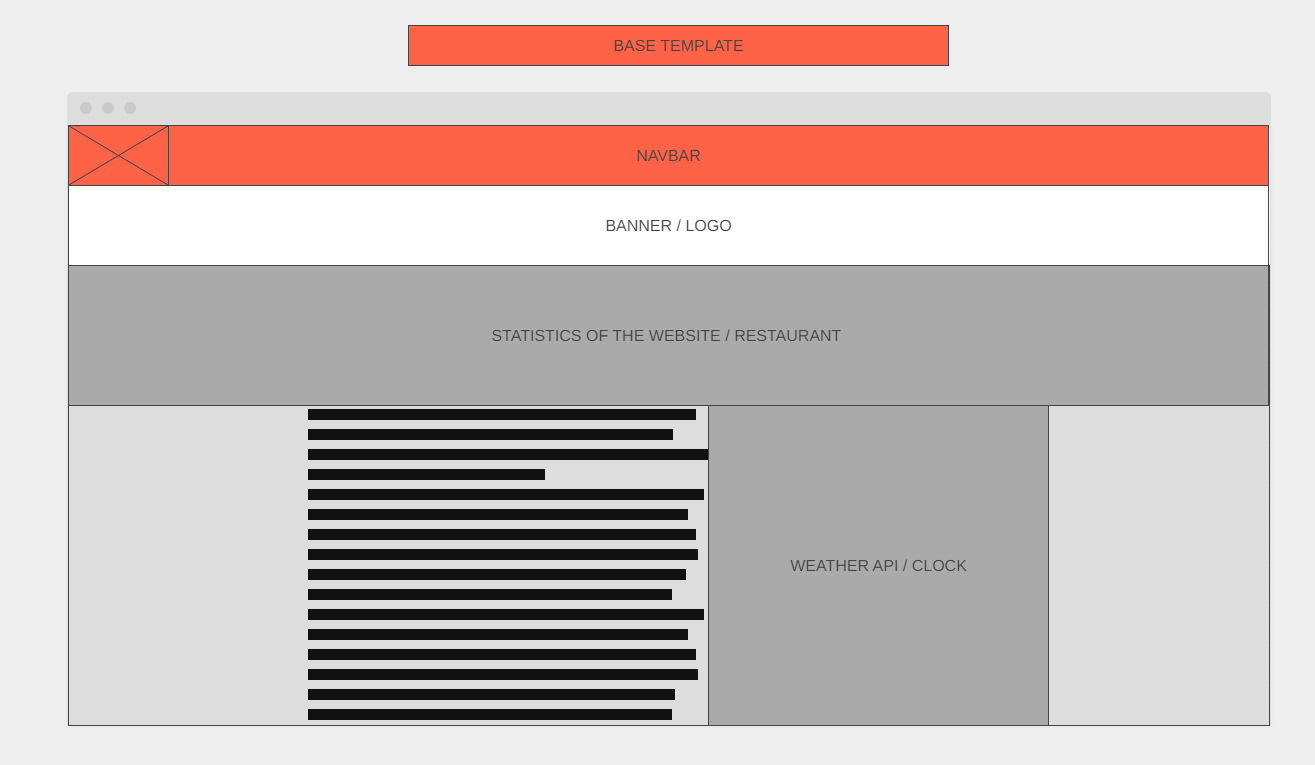 BASE TEMPLATE
NAVBAR
BANNER / LOGO
STATISTICS OF THE WEBSITE / RESTAURANT
WEATHER API / CLOCK